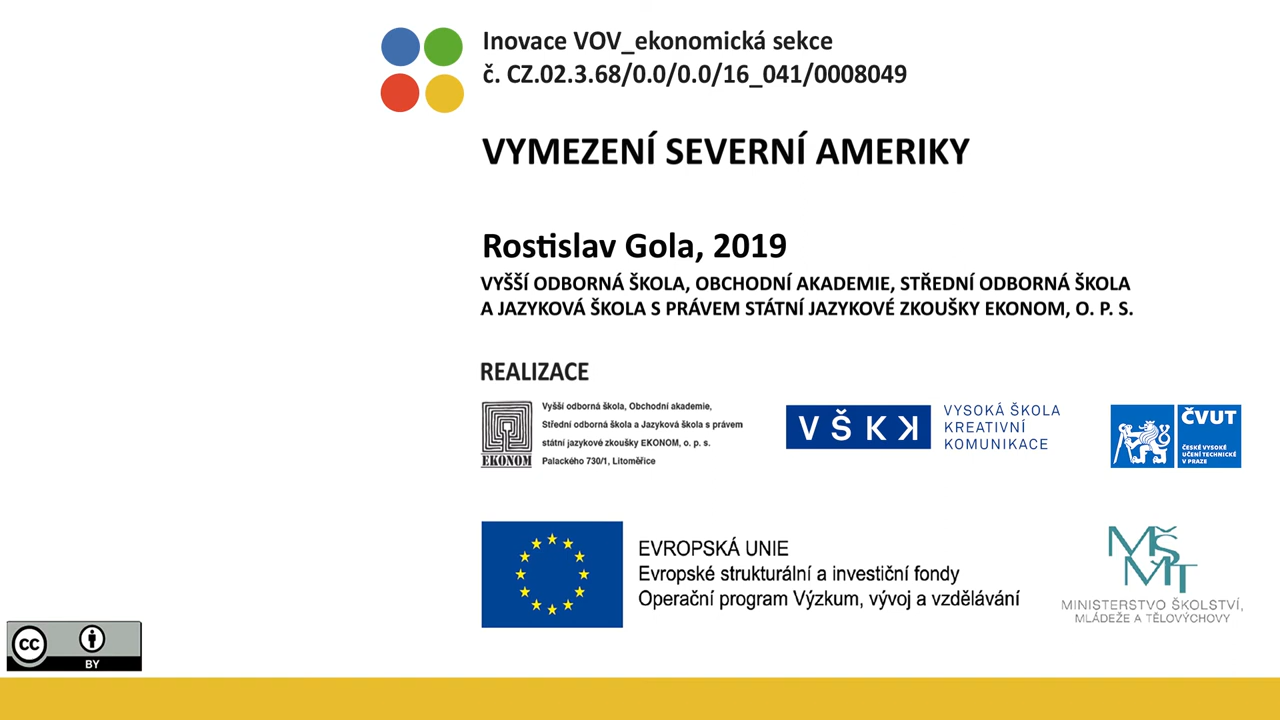 Inovace VOV_ekonomická sekce
č. CZ.02.3.68/0.0/0.0/16_041/0008049
VYMEZENÍ SEVERNÍ AMERIKY
Rostislav Gola, 2019
VYŠŠÍ ODBORNÁ ŠKOLA, OBCHODNÍ AKADEMIE, STŘEDNÍ ODBORNÁ ŠKOLA
A JAZYKOVÁ ŠKOLA S PRÁVEM STÁTNÍ JAZYKOVÉ ZKOUŠKY EKONOM, O. P. S.
REALIZACE
Vyšší odborná škola, Obchodní akademie,
Střední odborná škola a Jazyková škola s právem
státní jazykové zkoušky EKONOM, o. p. s.
Palackého 730/1, Litoměřice
EKONOM
VŠKK
VYSOKÁ ŠKOLA
KREATIVNÍ
KOMUNIKACE
ČVUT
ČESKÉ VYSOKÉ
UČENÍ TECHNICKÉ
V PRAZE
EVROPSKÁ UNIE
Evropské strukturální a investiční fondy
Operační program Výzkum, vývoj a vzdělávání
MŠMT
MINISTERSTVO ŠKOLSTVÍ,
MLÁDEŽE A TĚLOVÝCHOVY
cc
BY